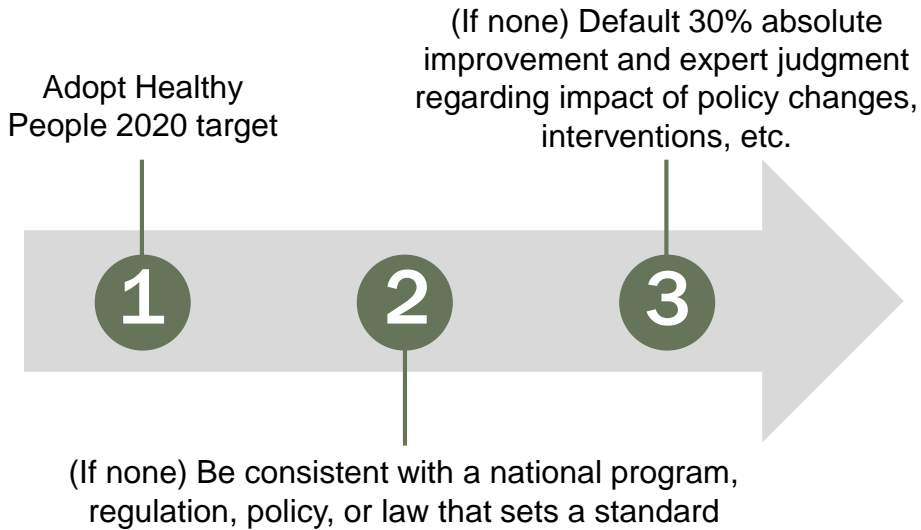 Adopt Healthy
People 2020 target
(If none) Default 30% absolute
improvement and expert judgment
regarding impact of policy changes,
interventions, etc.
1
2
3
(If none) Be consistent with a national program,
regulation, policy, or law that sets a standard